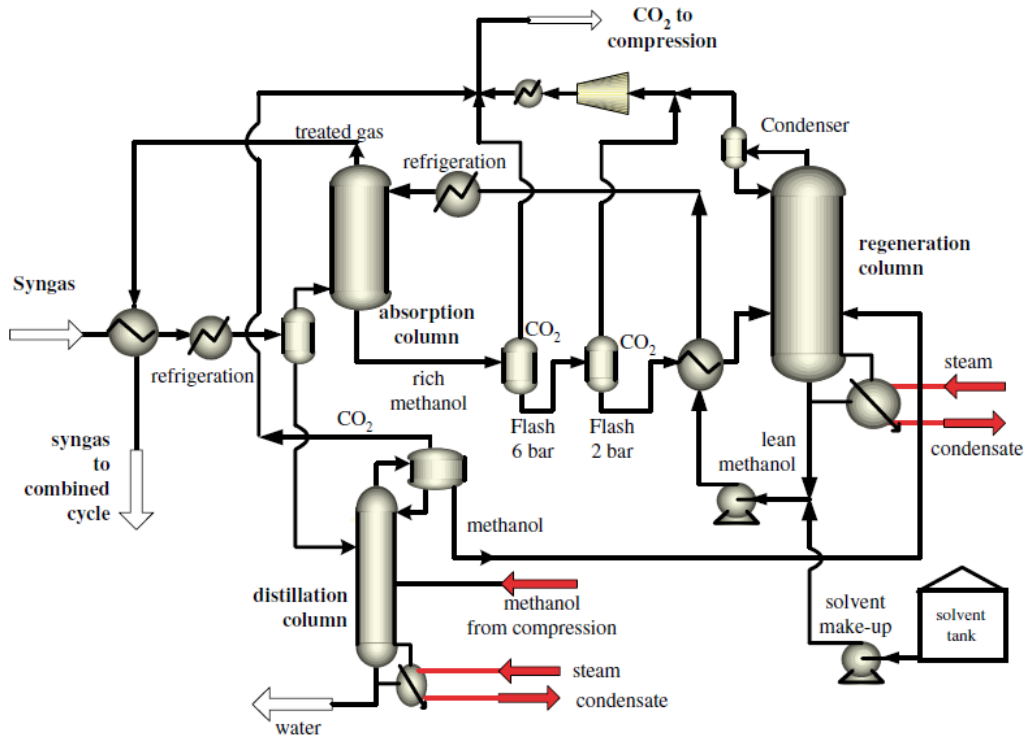 CO2 to
compression
treated gas
refrigeration
Condenser
regeneration
column
Syngas
absorption
column
refrigeration
CO2
CO2
steam
rich
methanol
condensate
syngas
to
combined
cycle
CO2
Flash
6 bar
Flash
2 bar
lean
methanol
methanol
distillation
column
methanol
from compression
solvent
make-up
solvent
tank
steam
condensate
water